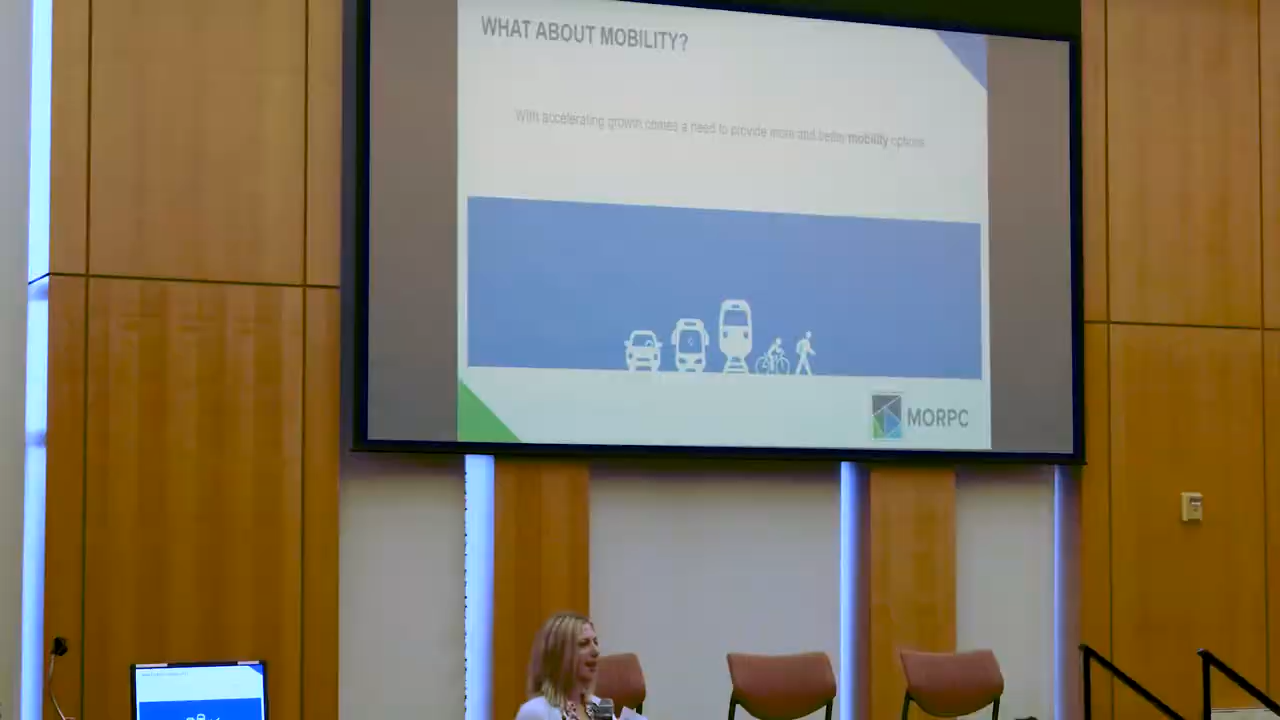 WHAT ABOUT MOBILITY?
With accelerating growth comes a need to provide more and better mobility options
MORPC